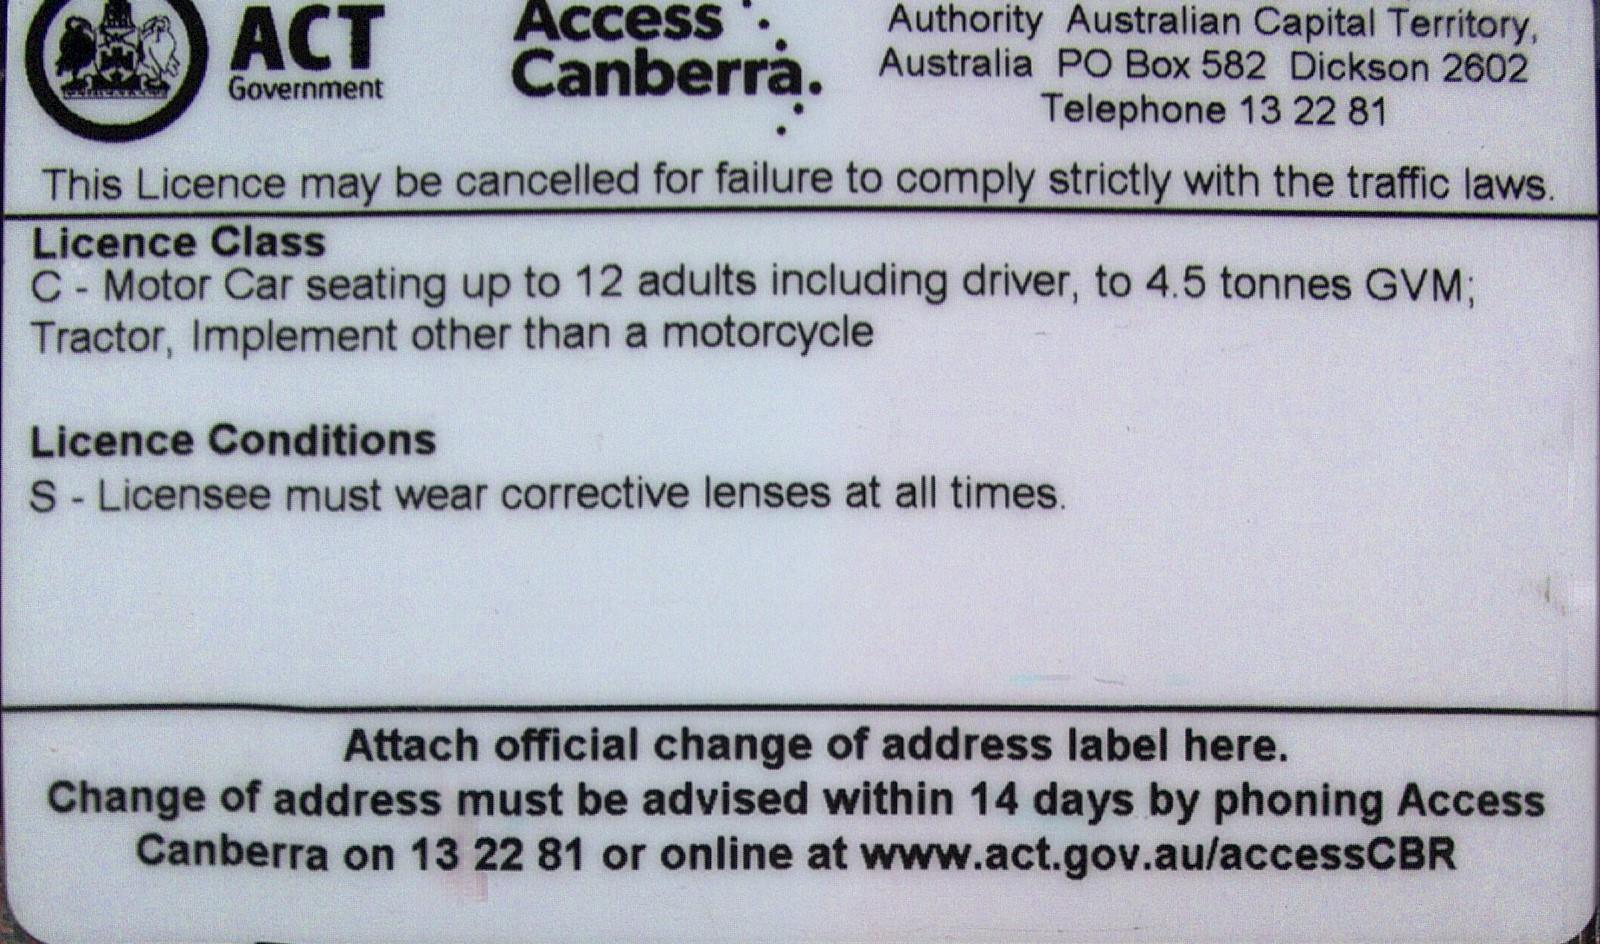 ACT
Government
Access
Canberra.
Authority Australian Capital Territory,
Australia PO Box 582 Dickson 2602
Telephone 13 22 81
This Licence may be cancelled for failure to comply strictly with the traffic laws.
Licence Class
C - Motor Car seating up to 12 adults including driver, to 4.5 tonnes GVM;
Tractor, Implement other than a motorcycle
Licence Conditions
S - Licensee must wear corrective lenses at all times.
Attach official change of address label here.
Change of address must be advised within 14 days by phoning Access
Canberra on 13 22 81 or online at www.act.gov.au/accessCBR